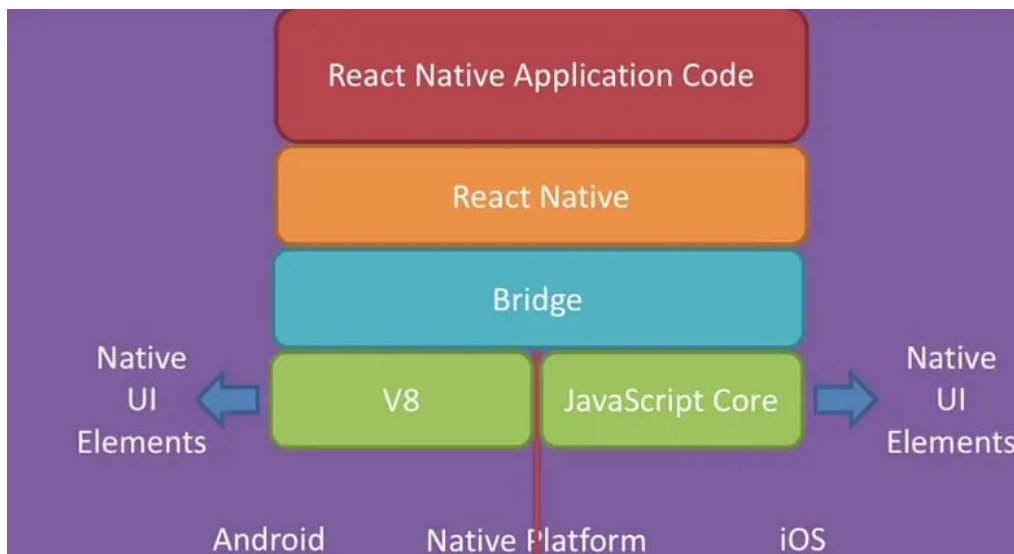 React Native Application Code
React Native
Bridge
Native
UI
Elements
V8
JavaScript Core
Native
UI
Elements
Android
Native Platform
iOS